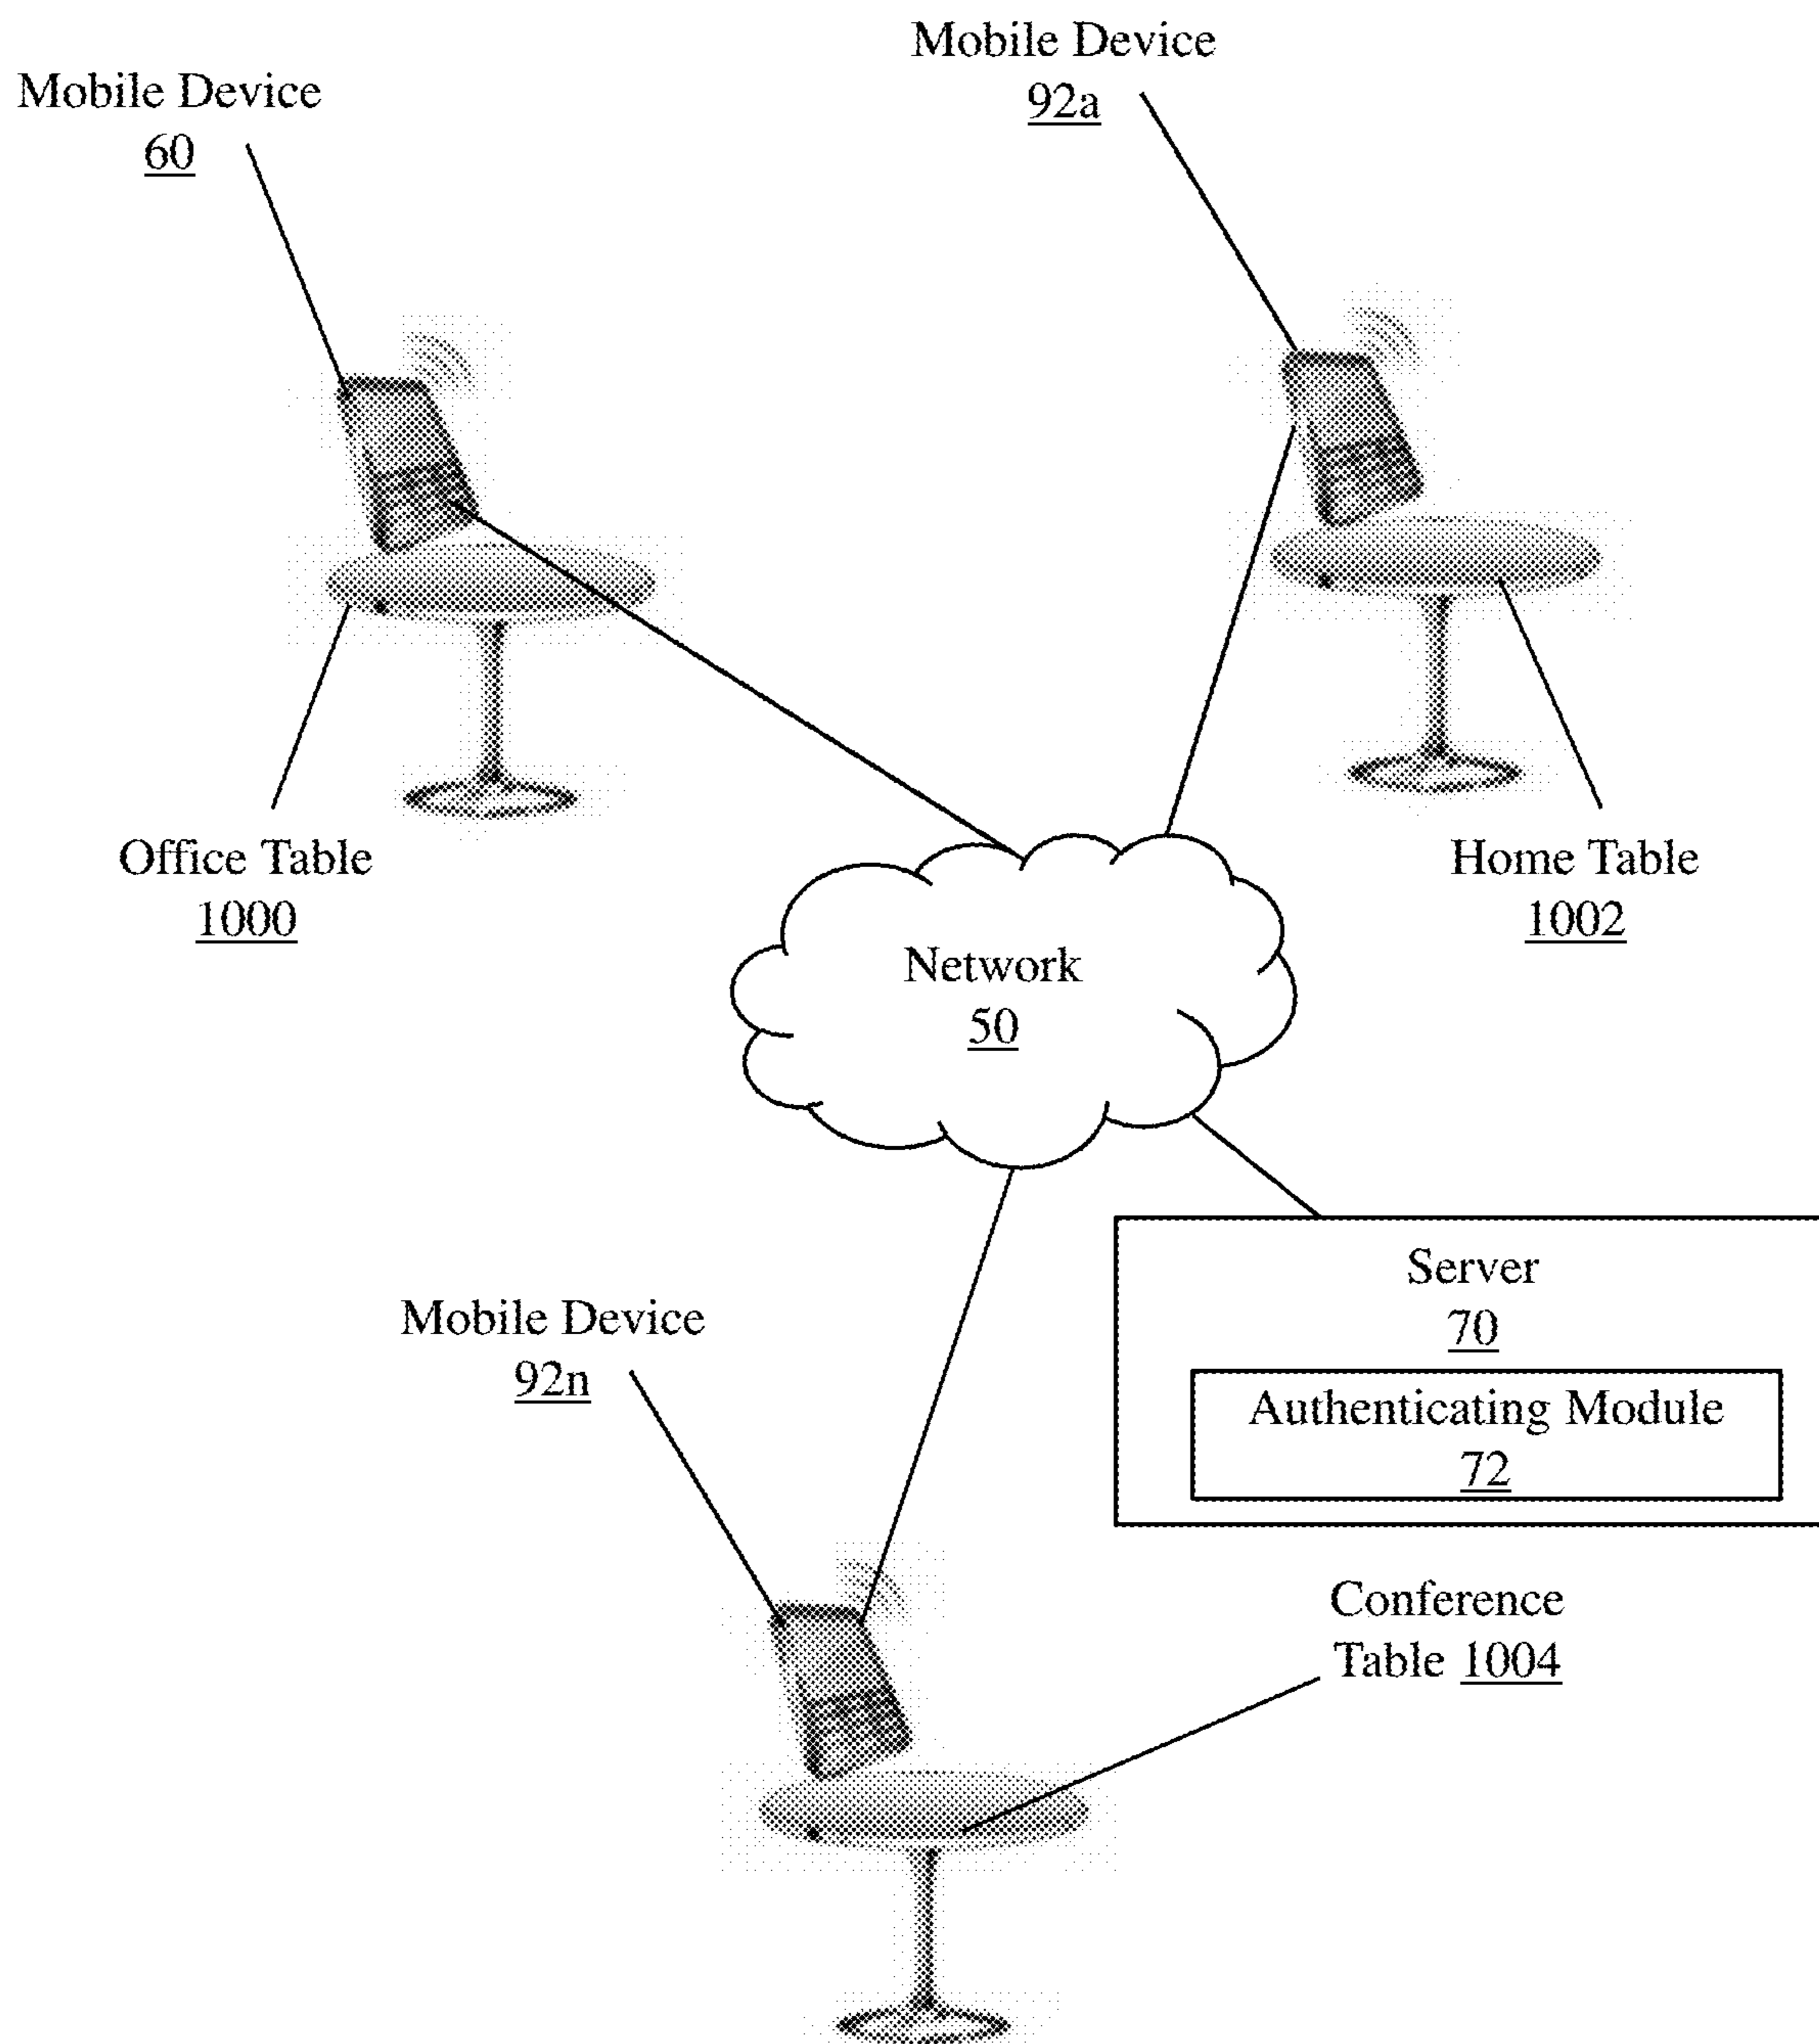 Mobile Device
92a
Mobile Device
60
Office Table
1000
Home Table
1002
Network
50
Server
70
Authenticating Module
72
Mobile Device
92n
Conference
Table 1004